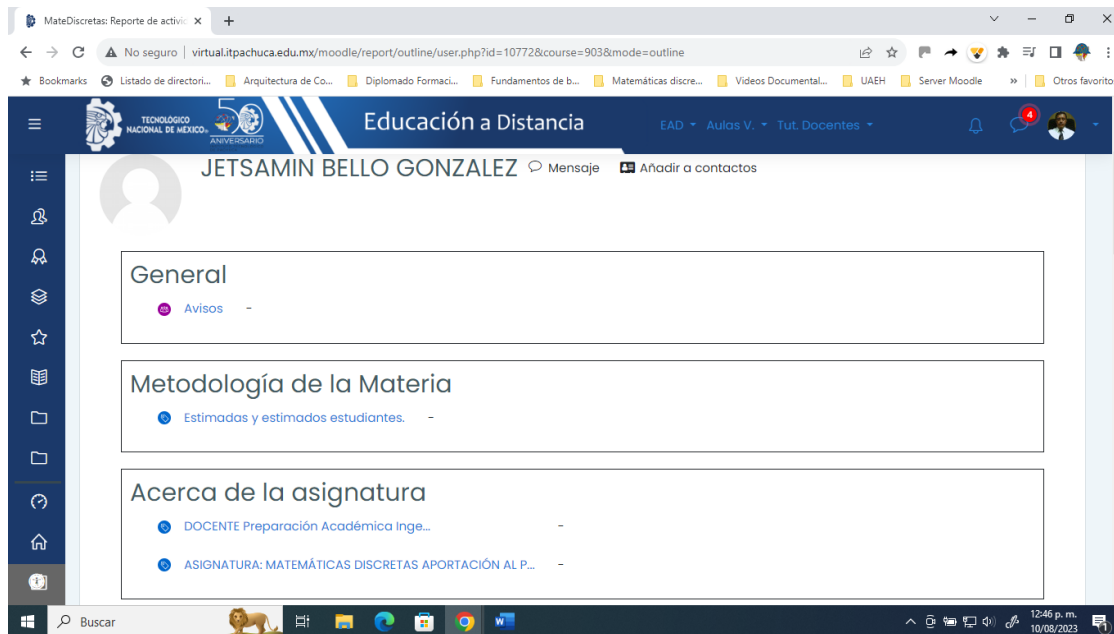 MateDiscretas: Reporte de activic
No seguro | virtual.itpachuca.edu.mx/moodle/report/outline/user.php?id=10772&course=903&mode=outline
Bookmarks Listado de directori... Arquitectura de Co... Diplomado Formaci... Fundamentos de b... Matemáticas discre... Videos Documental... UAEH Server Moodle » Otros favorito
TECNOLÓGICO NACIONAL DE MÉXICO 50 ANIVERSARIO Educación a Distancia EAD Aulas V. Tut. Docentes 4
JETSAMIN BELLO GONZALEZ Mensaje Añadir a contactos
General
Avisos -
Metodología de la Materia
Estimadas y estimados estudiantes. -
Acerca de la asignatura
DOCENTE Preparación Académica Inge... -
ASIGNATURA: MATEMÁTICAS DISCRETAS APORTACIÓN AL P... -
Buscar 12:46 p. m.
10/08/2023